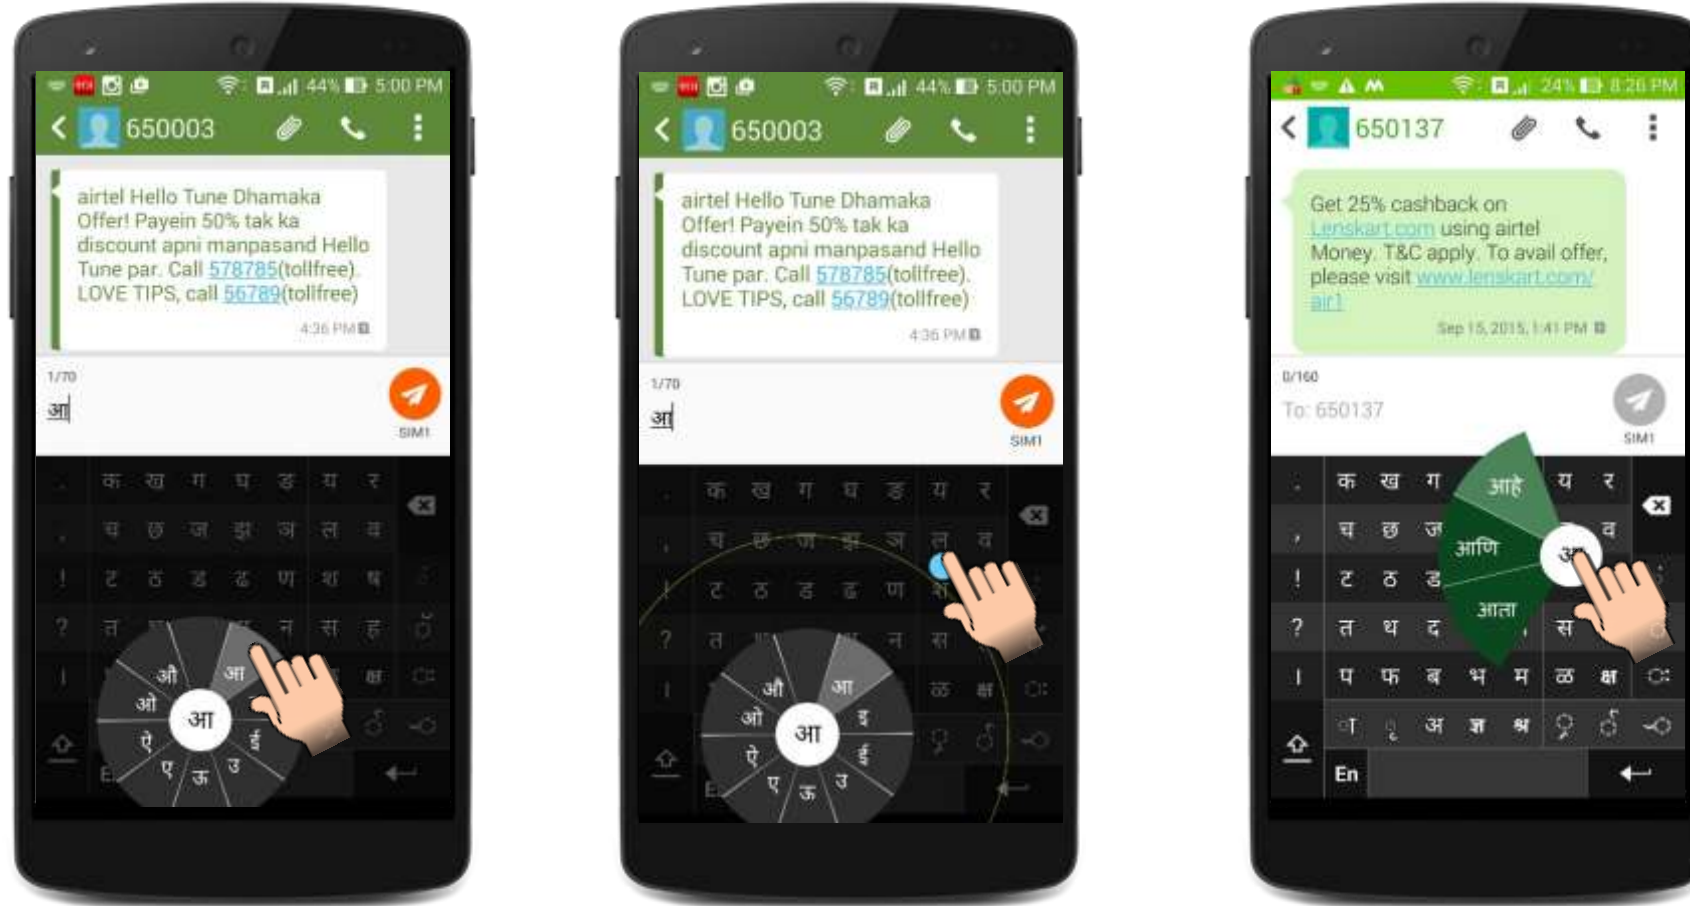 44% 5:00 PM
650003
airtel Hello Tune Dhamaka
Offer! Payein 50% tak ka
discount apni manpasand Hello
Tune par. Call 578785(tollfree).
LOVE TIPS, call 56789(tollfree)
4:36 PM
1/70
आ
SIM1
. क ख ग घ ङ य र
, च छ ज झ ञ ल व
! ट ठ ड ढ ण श ष
? त न स ह
। क्ष
औ आ
ओ आ
ऐ ई
ए ऊ उ
44% 5:00 PM
650003
airtel Hello Tune Dhamaka
Offer! Payein 50% tak ka
discount apni manpasand Hello
Tune par. Call 578785(tollfree).
LOVE TIPS, call 56789(tollfree)
4:36 PM
1/70
आ
SIM1
. क ख ग घ ङ य र
, च छ ज झ ञ ल व
! ट ठ ड ढ ण श
? त न स
। ळ क्ष
औ आ
ओ आ इ
ऐ ई
ए ऊ उ
24% 8:26 PM
650137
Get 25% cashback on
Lenskart.com using airtel
Money. T&C apply. To avail offer,
please visit www.lenskart.com/
air1
Sep 15, 2015, 1:41 PM
0/160
To: 650137
SIM1
. क ख ग आहे य र
, च छ ज आणि आ व
! ट ठ ड आता
? त थ द स
। प फ ब भ म ळ क्ष
अ ज्ञ श्र
En